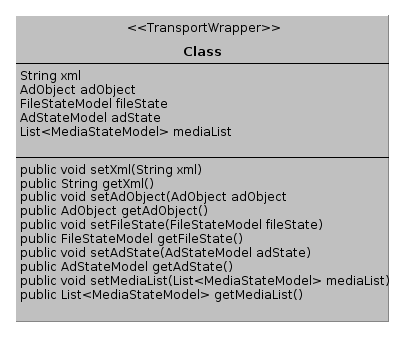 <<TransportWrapper>>
Class
String xml
AdObject adObject
FileStateModel fileState
AdStateModel adState
List<MediaStateModel> mediaList
public void setXml(String xml)
public String getXml()
public void setAdObject(AdObject adObject
public AdObject getAdObject()
public void setFileState(FileStateModel fileState)
public FileStateModel getFileState()
public void setAdState(AdStateModel adState)
public AdStateModel getAdState()
public void setMediaList(List<MediaStateModel> mediaList)
public List<MediaStateModel> getMediaList()